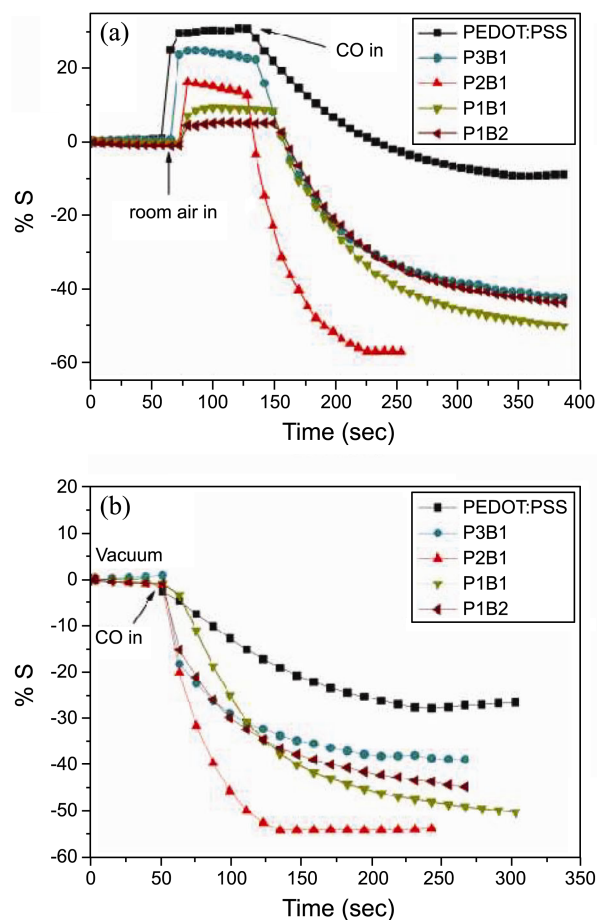 (a)
CO in
room air in
PEDOT:PSS
P3B1
P2B1
P1B1
P1B2
20
0
-20
-40
-60
% S
0 50 100 150 200 250 300 350 400
Time (sec)
(b)
Vacuum
CO in
PEDOT:PSS
P3B1
P2B1
P1B1
P1B2
20
10
0
-10
-20
-30
-40
-50
-60
% S
0 50 100 150 200 250 300 350
Time (sec)